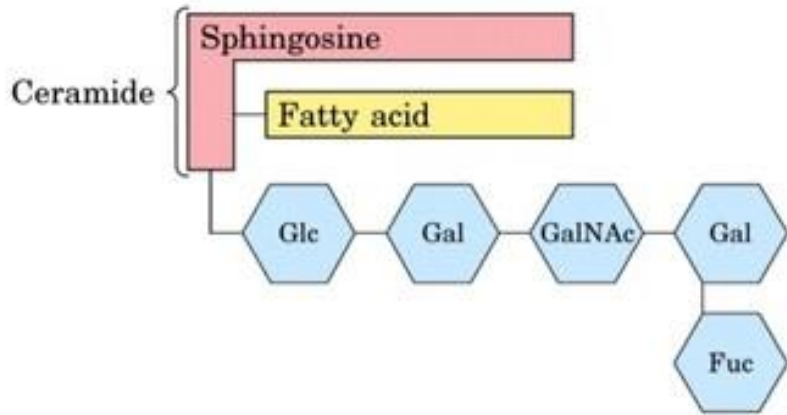 Sphingosine
Ceramide
Fatty acid
Glc Gal GalNAc Gal
Fuc